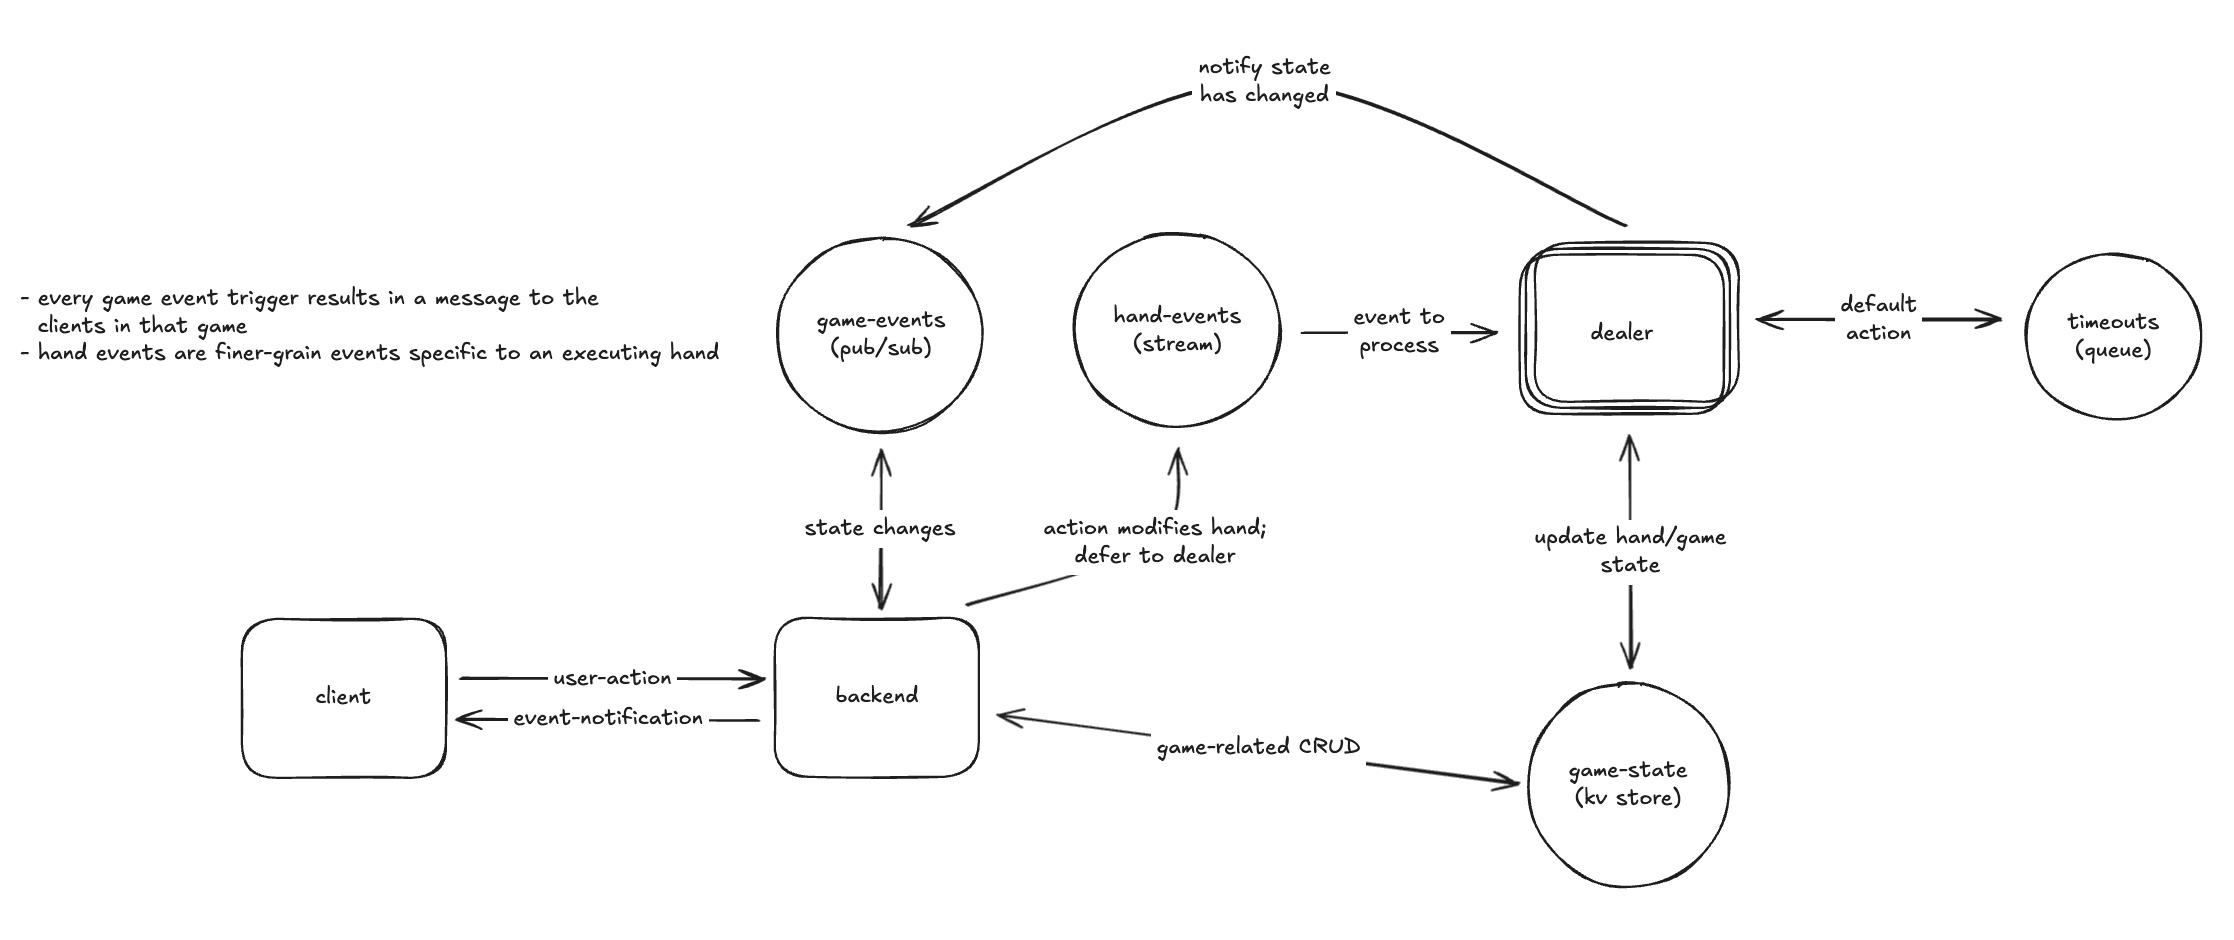 notify state
has changed
- every game event trigger results in a message to the
clients in that game
- hand events are finer-grain events specific to an executing hand
game-events
(pub/sub)
hand-events
(stream)
event to
process
dealer
default
action
timeouts
(queue)
state changes
action modifies hand;
defer to dealer
update hand/game
state
client
user-action
event-notification
backend
game-related CRUD
game-state
(kv store)